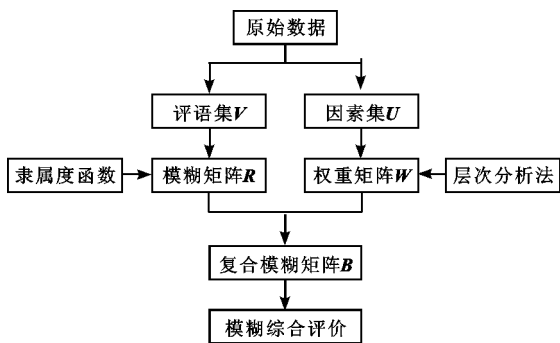 原始数据
评语集V
因素集U
隶属度函数
模糊矩阵R
权重矩阵W
层次分析法
复合模糊矩阵B
模糊综合评价